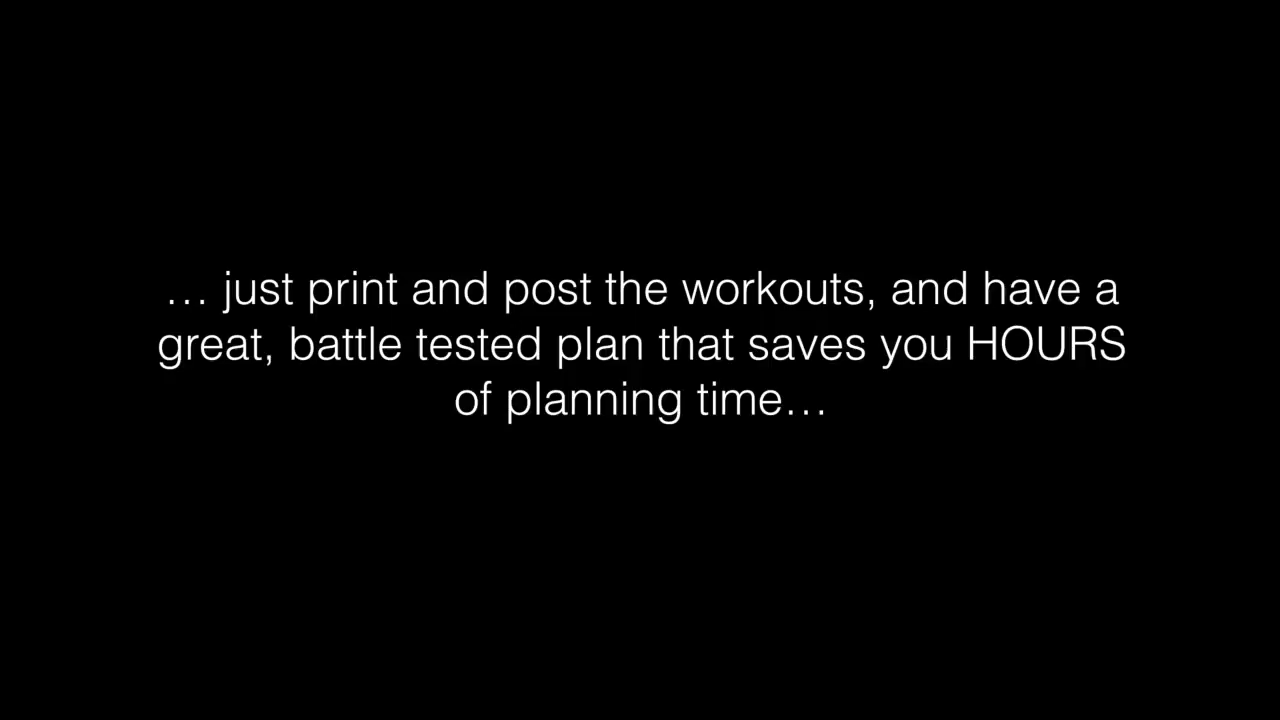 … just print and post the workouts, and have a
great, battle tested plan that saves you HOURS
of planning time…